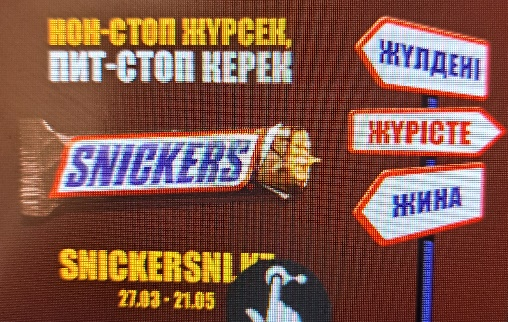 НОН-СТОП ЖҮРСЕҢ,
ПИТ-СТОП КЕРЕК
ЖҮЛДЕНІ
ЖҮРІСТЕ
ЖИНА
SNICKERS
27.03 - 21.05